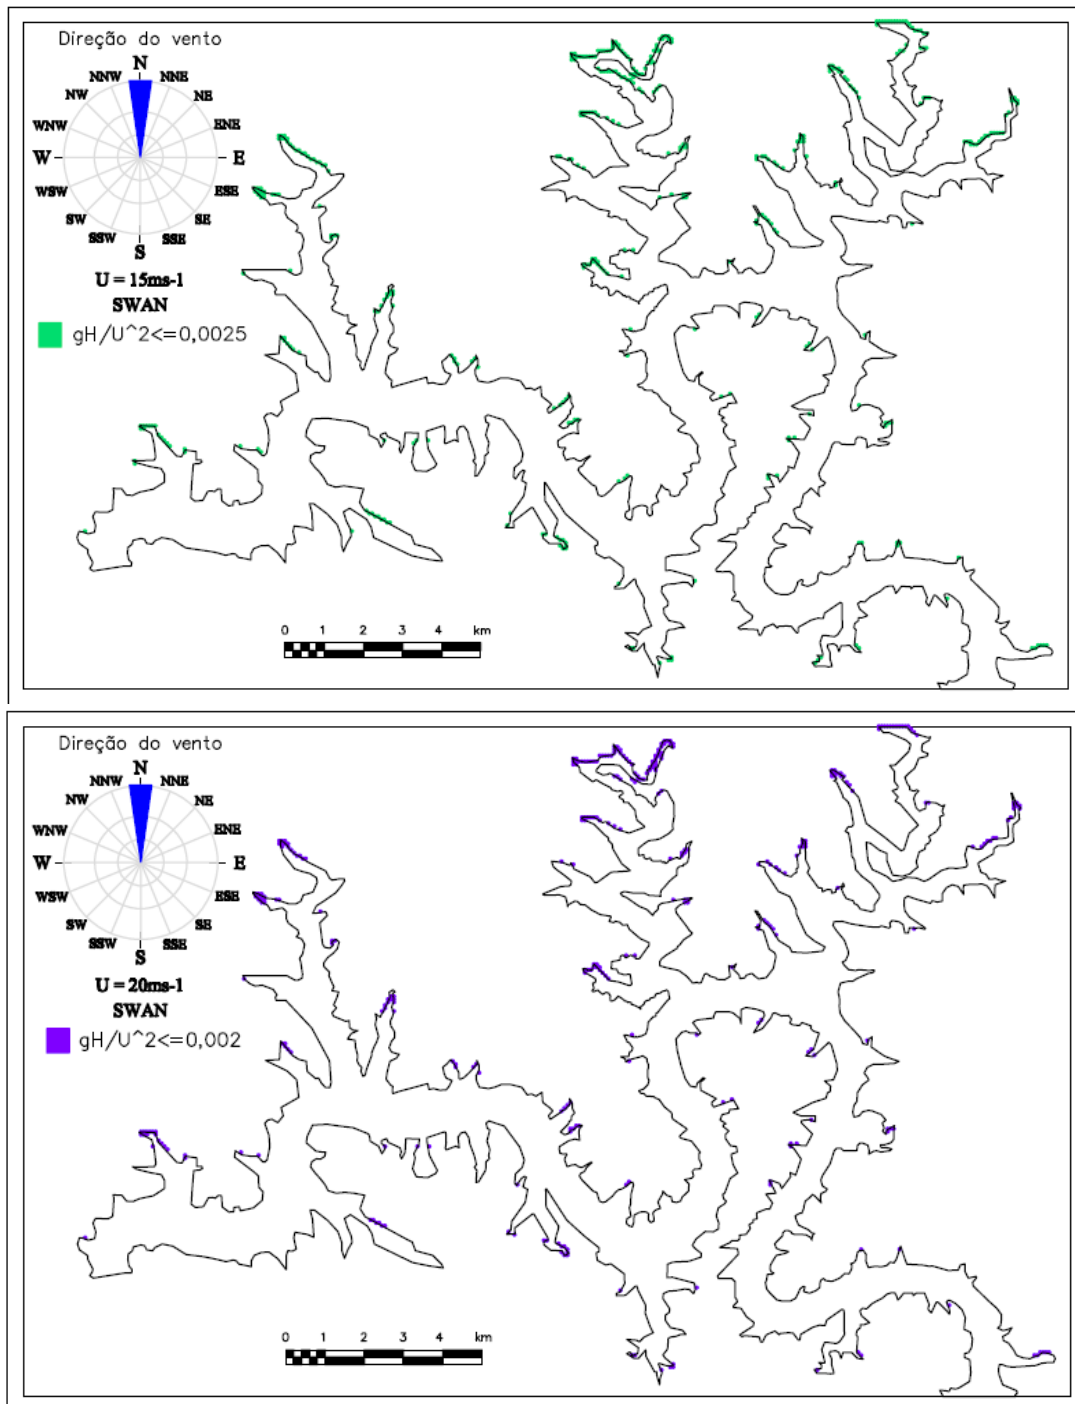 Direção do vento
N
NNW NNE
NW NE
WNW ENE
W E
WSW ESE
SW SE
SSW SSE
S
U = 15ms-1
SWAN
gH/U^2<=0,0025
0 1 2 3 4 km
Direção do vento
N
NNW NNE
NW NE
WNW ENE
W E
WSW ESE
SW SE
SSW SSE
S
U = 20ms-1
SWAN
gH/U^2<=0,002
0 1 2 3 4 km